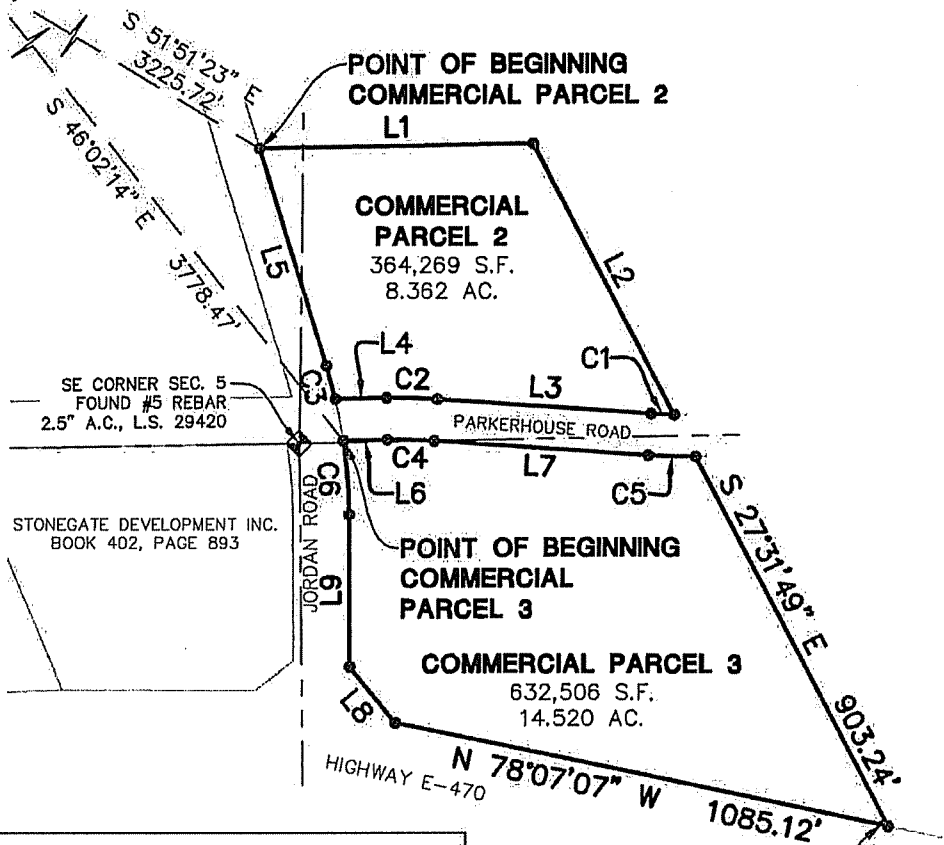 S 51°51'23" E
3225.72'
S 46°02'14" E 3778.47'
POINT OF BEGINNING
COMMERCIAL PARCEL 2
L1
COMMERCIAL
PARCEL 2
364,269 S.F.
8.362 AC.
L5
L2
L4
C1
C3
C2
L3
SE CORNER SEC. 5
FOUND #5 REBAR
2.5" A.C., L.S. 29420
PARKERHOUSE ROAD
C6
L6
C4
L7
C5
STONEGATE DEVELOPMENT INC.
BOOK 402, PAGE 893
JORDAN ROAD
L9
POINT OF BEGINNING
COMMERCIAL
PARCEL 3
S 27°31'49" E 903.24'
COMMERCIAL PARCEL 3
632,506 S.F.
14.520 AC.
L8
N 78°07'07" W 1085.12'
HIGHWAY E-470